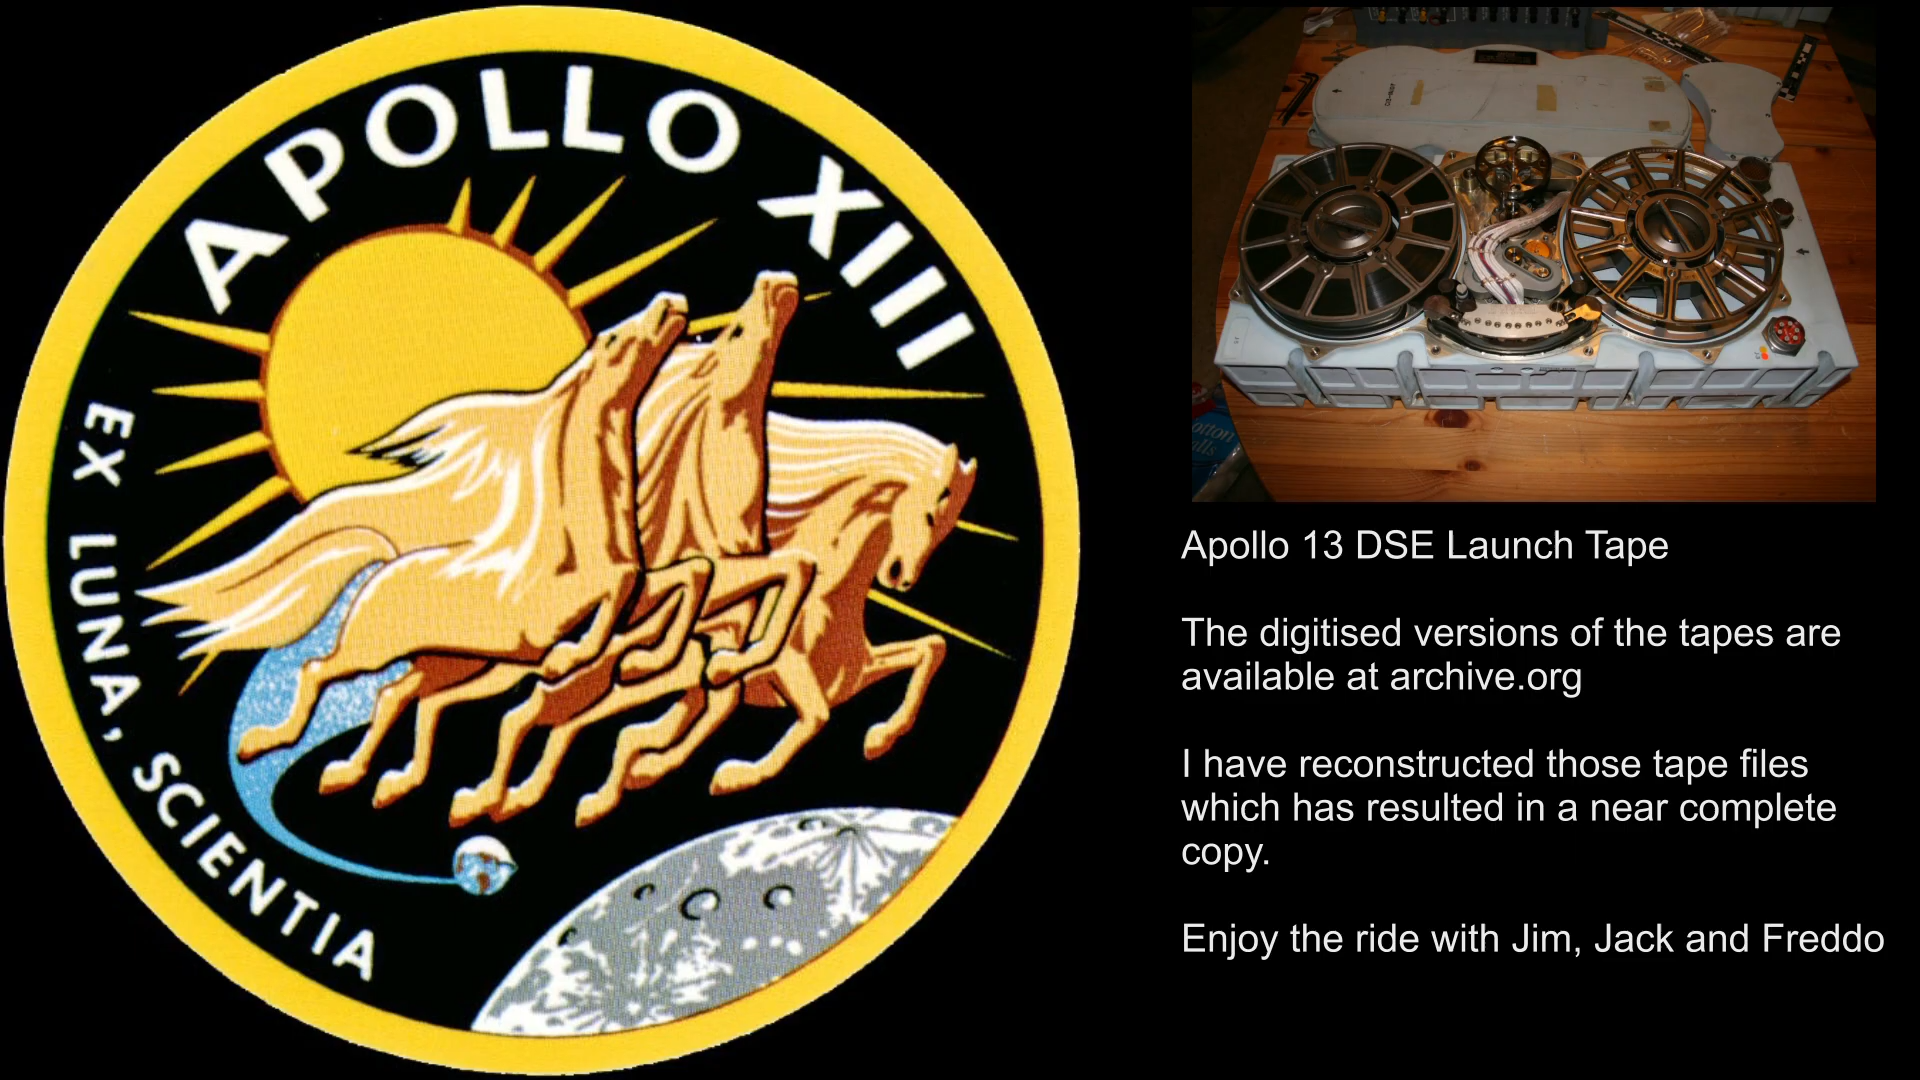 APOLLO XIII
EX LUNA, SCIENTIA
otton
Apollo 13 DSE Launch Tape
The digitised versions of the tapes are
available at archive.org
I have reconstructed those tape files
which has resulted in a near complete
copy.
Enjoy the ride with Jim, Jack and Freddo